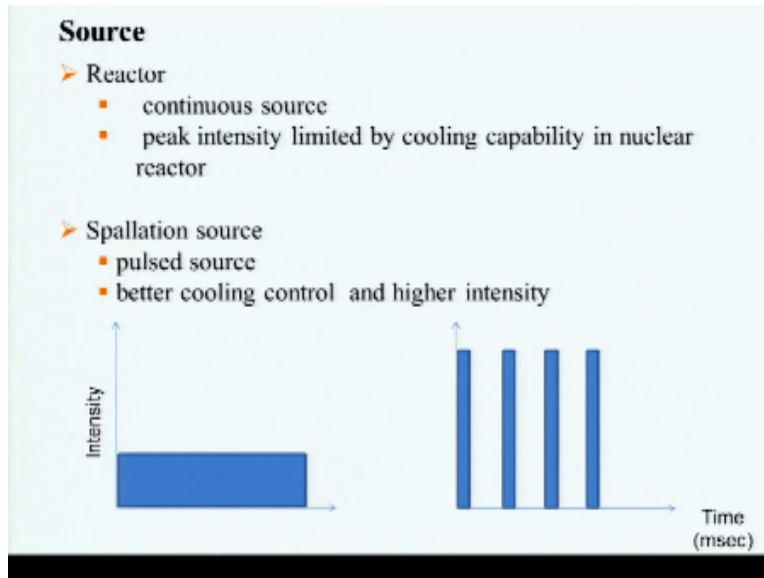 Source
➢ Reactor
▪ continuous source
▪ peak intensity limited by cooling capability in nuclear
reactor
➢ Spallation source
▪ pulsed source
▪ better cooling control and higher intensity
Intensity
Time
(msec)